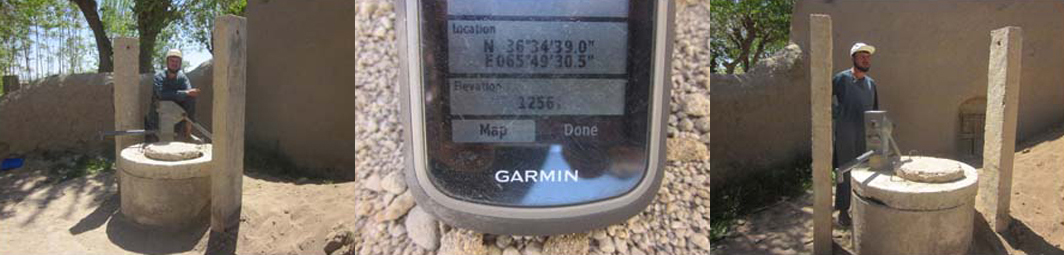 Location
N 36°34'39.0"
E065°49'30.5"
Elevation
1256
Map Done
GARMIN